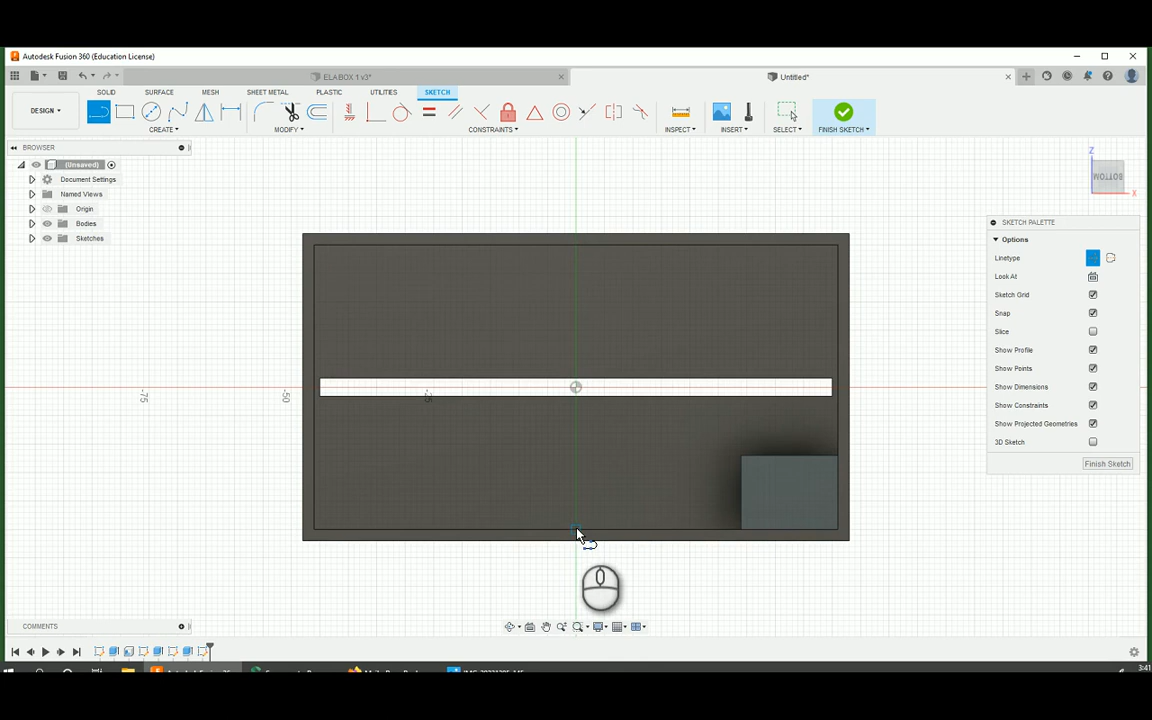 Autodesk Fusion 360 (Education License)
ELABOX 1 v3*
Untitled*
DESIGN
SOLID
SURFACE
MESH
SHEET METAL
PLASTIC
UTILITIES
SKETCH
CREATE
MODIFY
CONSTRAINTS
INSPECT
INSERT
SELECT
FINISH SKETCH
BROWSER
(Unsaved)
Document Settings
Named Views
Origin
Bodies
Sketches
Z
BOTTOM
X
SKETCH PALETTE
Options
Linetype
Look At
Sketch Grid
Snap
Slice
Show Profile
Show Points
Show Dimensions
Show Constraints
Show Projected Geometries
3D Sketch
Finish Sketch
-75
-50
-25
COMMENTS
3:41